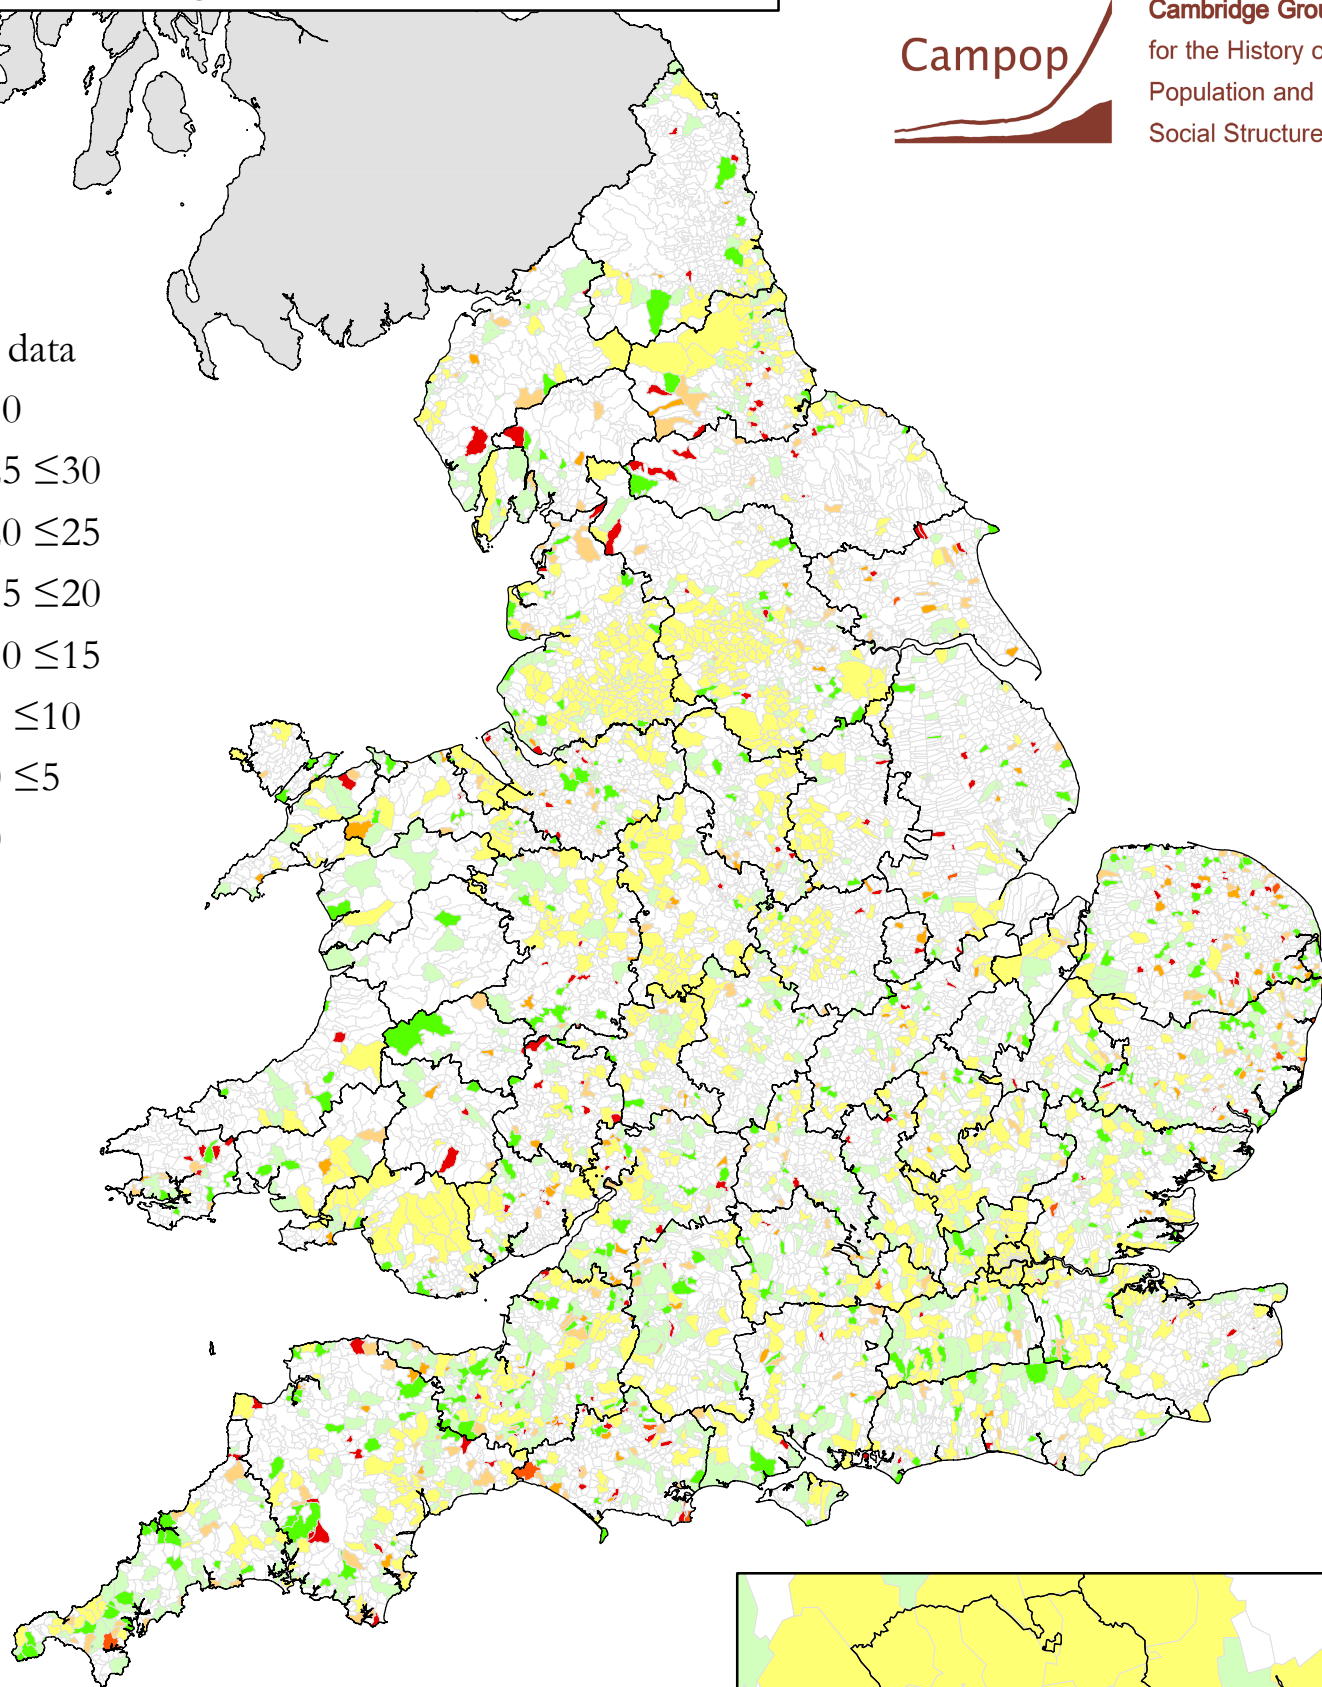 Campop
Cambridge Grou
for the History o
Population and
Social Structure
data
0
5 ≤30
0 ≤25
5 ≤20
0 ≤15
≤10
≤5